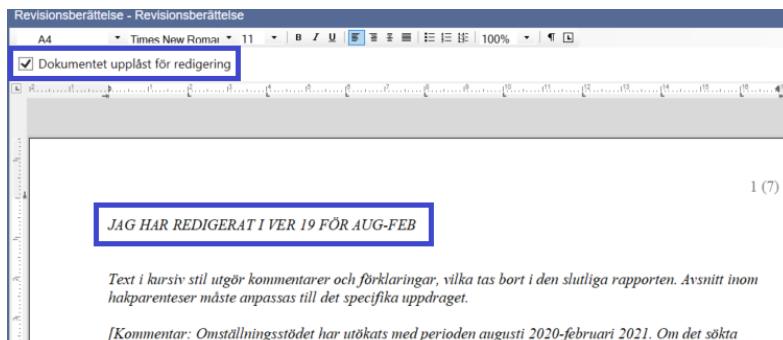 Revisionsberättelse - Revisionsberättelse
A4 Times New Romar 11 B I U 100% ¶
Dokumentet upplåst för redigering
1 (7)
JAG HAR REDIGERAT I VER 19 FÖR AUG-FEB
Text i kursiv stil utgör kommentarer och förklaringar, vilka tas bort i den slutliga rapporten. Avsnitt inom
hakparenteser måste anpassas till det specifika uppdraget.
[Kommentar: Omställningsstödet har utökats med perioden augusti 2020-februari 2021. Om det sökta